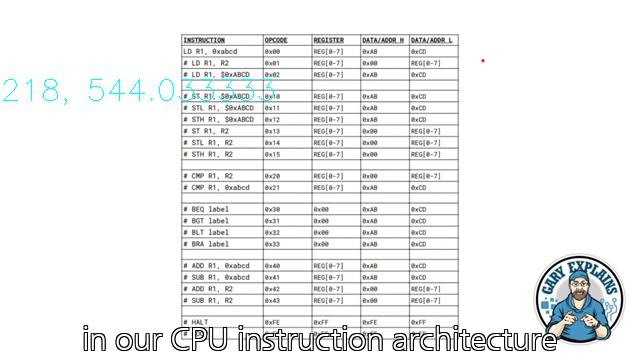 INSTRUCTION OPCODE REGISTER DATA/ADDR H DATA/ADDR L
LD R1, 0xabcd 0x00 REG[0-7] 0xAB 0xCD
# LD R1, R2 0x01 REG[0-7] 0x00 REG[0-7]
# LD R1, $0xABCD 0x02 REG[0-7] 0xAB 0xCD
218, 544.033333
# ST R1, $0xABCD 0x10 REG[0-7] 0xAB 0xCD
# STL R1, $0xABCD 0x11 REG[0-7] 0xAB 0xCD
# STH R1, $0xABCD 0x12 REG[0-7] 0xAB 0xCD
# ST R1, R2 0x13 REG[0-7] 0x00 REG[0-7]
# STL R1, R2 0x14 REG[0-7] 0x00 REG[0-7]
# STH R1, R2 0x15 REG[0-7] 0x00 REG[0-7]
# CMP R1, R2 0x20 REG[0-7] 0x00 REG[0-7]
# CMP R1, 0xabcd 0x21 REG[0-7] 0xAB 0xCD
# BEQ label 0x30 0x00 0xAB 0xCD
# BGT label 0x31 0x00 0xAB 0xCD
# BLT label 0x32 0x00 0xAB 0xCD
# BRA label 0x33 0x00 0xAB 0xCD
# ADD R1, 0xabcd 0x40 REG[0-7] 0xAB 0xCD
# SUB R1, 0xabcd 0x41 REG[0-7] 0xAB 0xCD
# ADD R1, R2 0x42 REG[0-7] 0x00 REG[0-7]
# SUB R1, R2 0x43 REG[0-7] 0x00 REG[0-7]
# HALT 0xFE 0xFF 0xFE 0xFF
GARY EXPLAINS
in our CPU instruction architecture